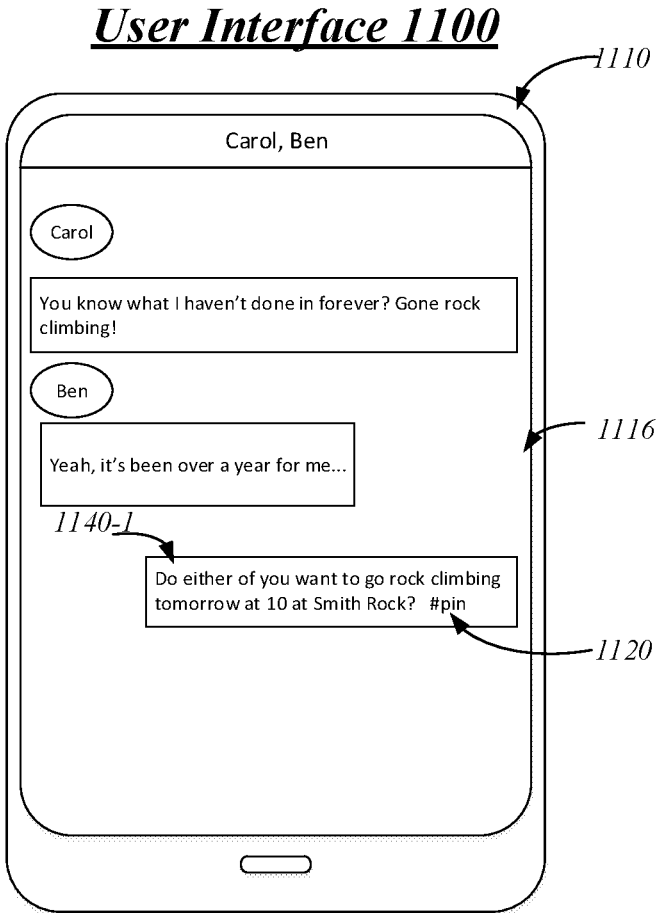 User Interface 1100
1110
Carol, Ben
Carol
You know what I haven't done in forever? Gone rock
climbing!
Ben
1116
Yeah, it's been over a year for me...
1140-1
Do either of you want to go rock climbing
tomorrow at 10 at Smith Rock? #pin
1120